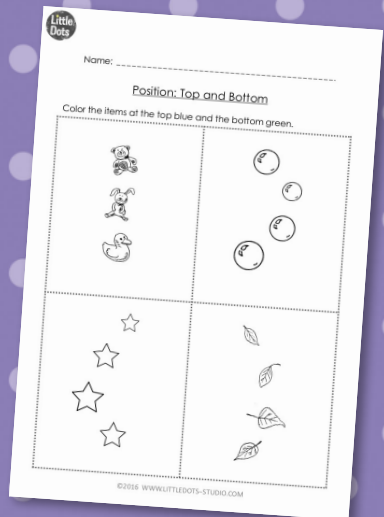 Little
Dots
Name:
Position: Top and Bottom
Color the items at the top blue and the bottom green.
©2016 WWW.LITTLEDOTS-STUDIO.COM